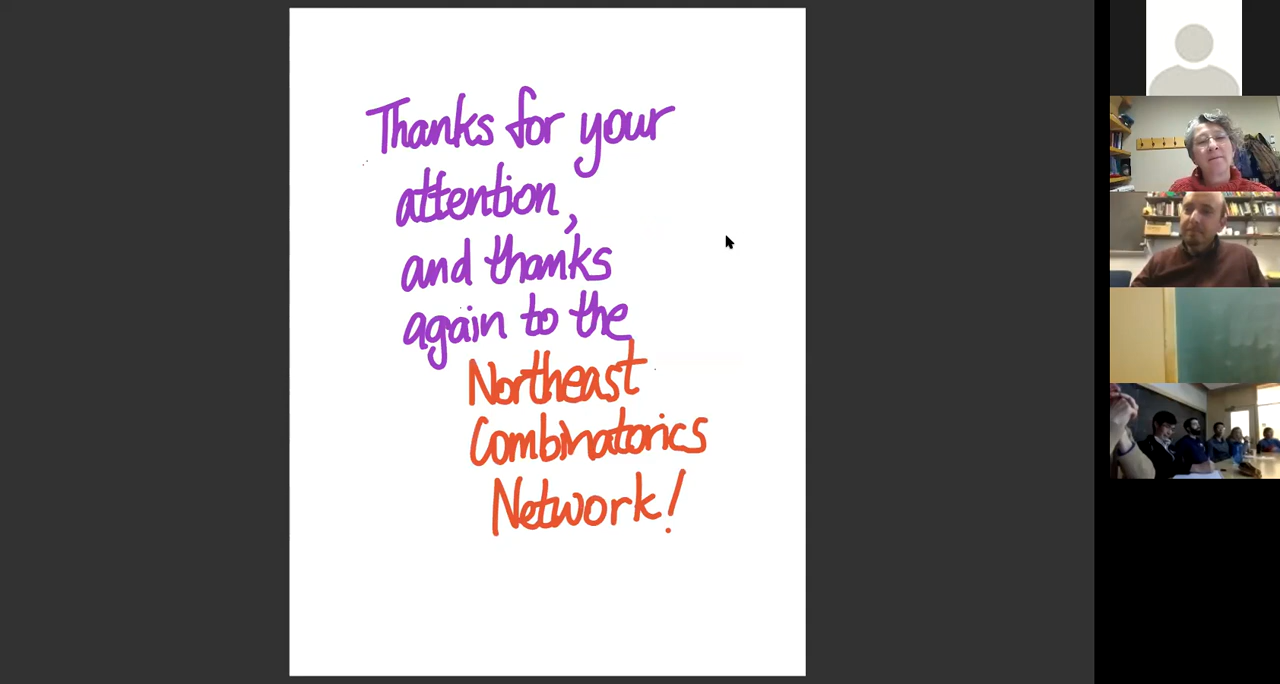 Thanks for your
attention,
and thanks
again to the
Northeast
Combinatorics
Network!